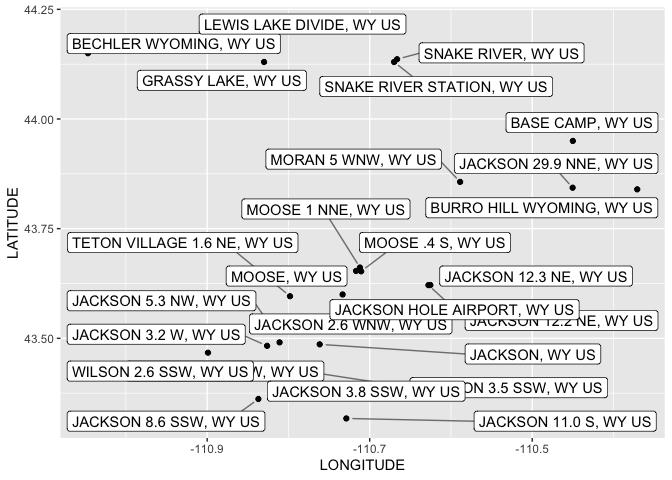 44.25
LEWIS LAKE DIVIDE, WY US
BECHLER WYOMING, WY US
SNAKE RIVER, WY US
GRASSY LAKE, WY US
SNAKE RIVER STATION, WY US
44.00
BASE CAMP, WY US
MORAN 5 WNW, WY US
JACKSON 29.9 NNE, WY US
BURRO HILL WYOMING, WY US
MOOSE 1 NNE, WY US
43.75
TETON VILLAGE 1.6 NE, WY US
MOOSE .4 S, WY US
MOOSE, WY US
JACKSON 12.3 NE, WY US
JACKSON 5.3 NW, WY US
JACKSON HOLE AIRPORT, WY US
JACKSON 2.6 WNW, WY US
JACKSON 12.2 NE, WY US
JACKSON 3.2 W, WY US
43.50
JACKSON, WY US
WILSON 2.6 SSW, WY US
W, WY US
JACKSON 3.8 SSW, WY US
ON 3.5 SSW, WY US
JACKSON 8.6 SSW, WY US
JACKSON 11.0 S, WY US
-110.9
-110.7
-110.5
LONGITUDE
LATITUDE